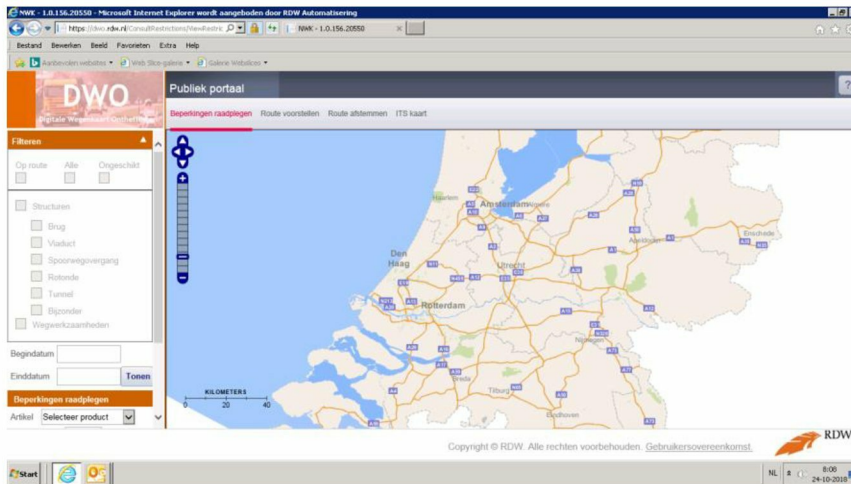 NWK - 1.0.156.20550 - Microsoft Internet Explorer wordt aangeboden door RDW Automatisering
https://dwo.rdw.nl/ConsultRestrictions/ViewRestric
NWK - 1.0.156.20550
Bestand Bewerken Beeld Favorieten Extra Help
Aanbevolen websites Web Slice-galerie Galerie Webslices
DWO
Digitale Wegenkaart
Publiek portaal
?
Beperkingen raadplegen Route voorstellen Route afstemmen ITS kaart
Filteren
Op route Alle Ongeschikt
Structuren
Brug
Viaduct
Spoorwegovergang
Rotonde
Tunnel
Bijzonder
Wegwerkzaamheden
Begindatum
Einddatum Tonen
Beperkingen raadplegen
Artikel Selecteer product
Haarlem
Amsterdam
Almere
Enschede
Apeldoorn
Den Haag
Utrecht
Rotterdam
Nijmegen
Breda
Tilburg
Eindhoven
KILOMETERS
0 20 40
Copyright © RDW. Alle rechten voorbehouden. Gebruikersovereenkomst.
RDW
Start
NL
8:08
24-10-2018